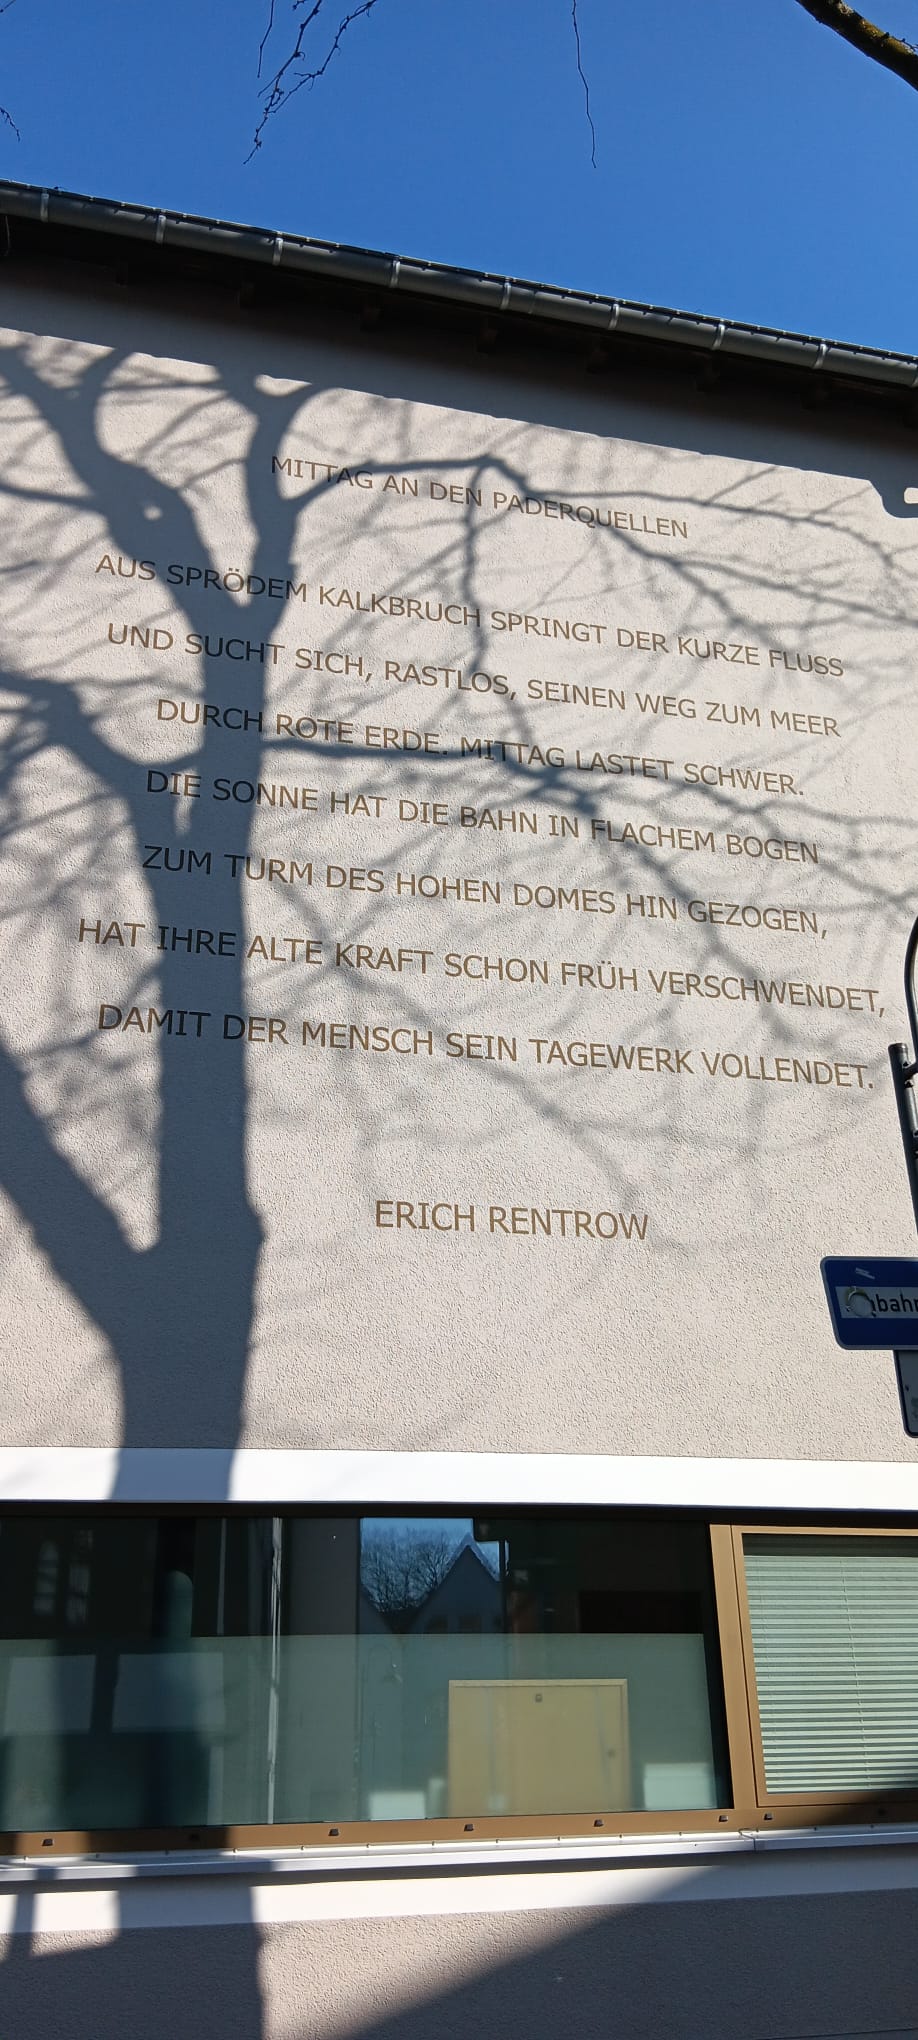 MITTAG AN DEN PADERQUELLEN
AUS SPRÖDEM KALKBRUCH SPRINGT DER KURZE FLUSS
UND SUCHT SICH, RASTLOS, SEINEN WEG ZUM MEER
DURCH ROTE ERDE. MITTAG LASTET SCHWER.
DIE SONNE HAT DIE BAHN IN FLACHEM BOGEN
ZUM TURM DES HOHEN DOMES HIN GEZOGEN,
HAT IHRE ALTE KRAFT SCHON FRÜH VERSCHWENDET,
DAMIT DER MENSCH SEIN TAGEWERK VOLLENDET.
ERICH RENTROW